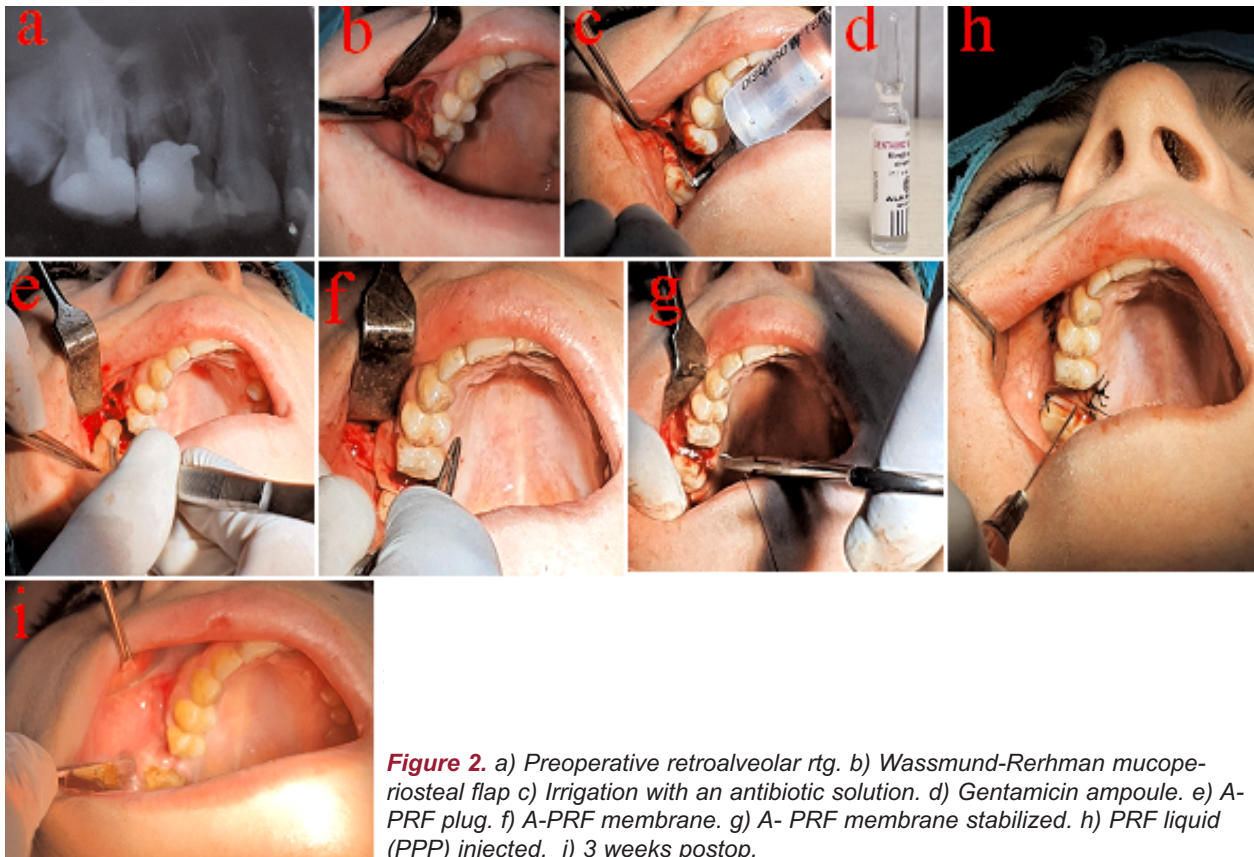 a
b
c
d
h
e
f
g
i
Figure 2. a) Preoperative retroalveolar rtg. b) Wassmund-Rerhman mucope-
riosteal flap c) Irrigation with an antibiotic solution. d) Gentamicin ampoule. e) A-
PRF plug. f) A-PRF membrane. g) A- PRF membrane stabilized. h) PRF liquid
(PPP) injected. i) 3 weeks postop.